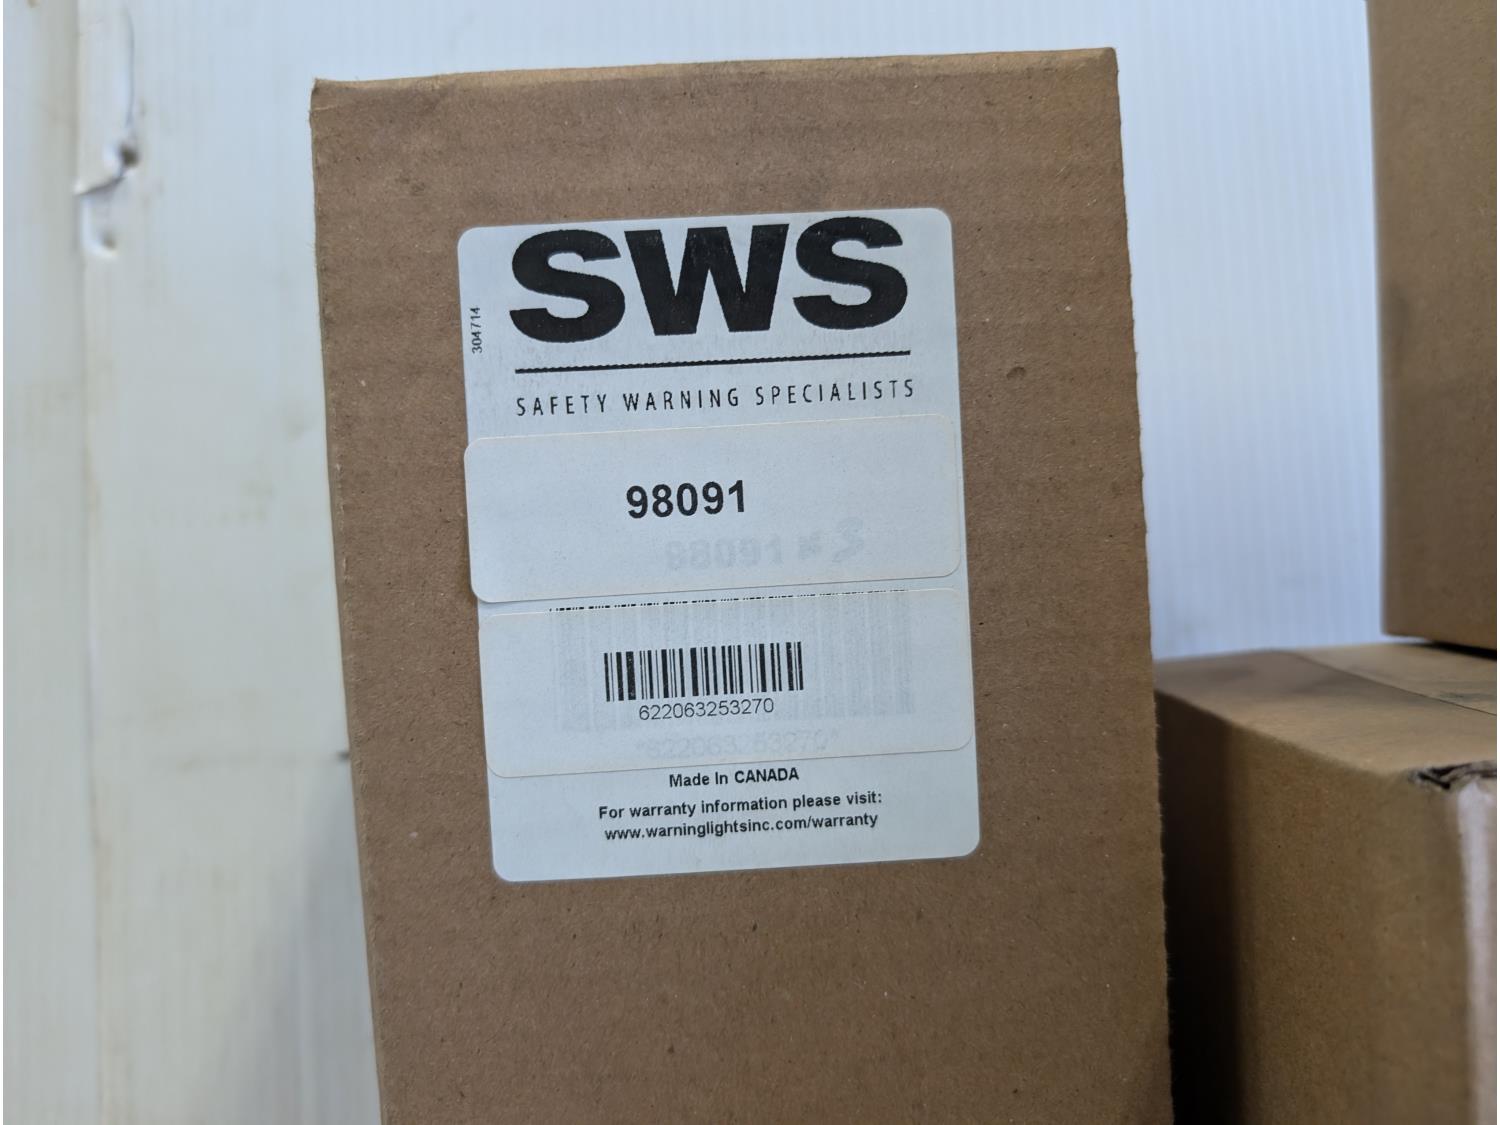 SWS
304714
SAFETY WARNING SPECIALISTS
98091
98091
622063253270
*622063253270*
Made In CANADA
For warranty information please visit:
www.warninglightsinc.com/warranty